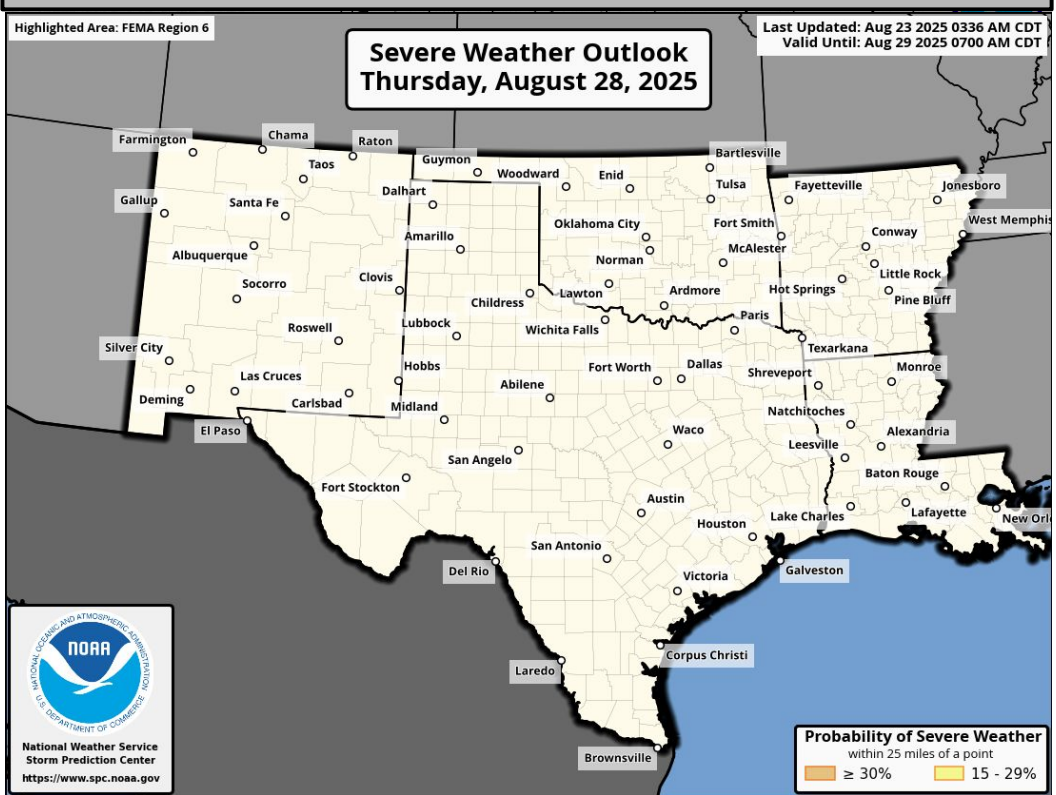 Highlighted Area: FEMA Region 6
Last Updated: Aug 23 2025 0336 AM CDT
Valid Until: Aug 29 2025 0700 AM CDT
Severe Weather Outlook
Thursday, August 28, 2025
Farmington
Chama
Raton
Taos
Guymon
Woodward
Enid
Bartlesville
Tulsa
Fayetteville
Jonesboro
Gallup
Santa Fe
Dalhart
Oklahoma City
Fort Smith
West Memphis
Albuquerque
Amarillo
Norman
McAlester
Conway
Socorro
Clovis
Childress
Lawton
Ardmore
Hot Springs
Little Rock
Pine Bluff
Roswell
Lubbock
Wichita Falls
Paris
Texarkana
Silver City
Las Cruces
Hobbs
Abilene
Fort Worth
Dallas
Shreveport
Monroe
Deming
Carlsbad
Midland
Natchitoches
El Paso
San Angelo
Waco
Leesville
Alexandria
Fort Stockton
Baton Rouge
Austin
Houston
Lake Charles
Lafayette
New Orl
San Antonio
Del Rio
Victoria
Galveston
Laredo
Corpus Christi
Brownsville
NATIONAL OCEANIC AND ATMOSPHERIC ADMINISTRATION
NOAA
U.S. DEPARTMENT OF COMMERCE
National Weather Service
Storm Prediction Center
https://www.spc.noaa.gov
Probability of Severe Weather
within 25 miles of a point
≥ 30%
15 - 29%